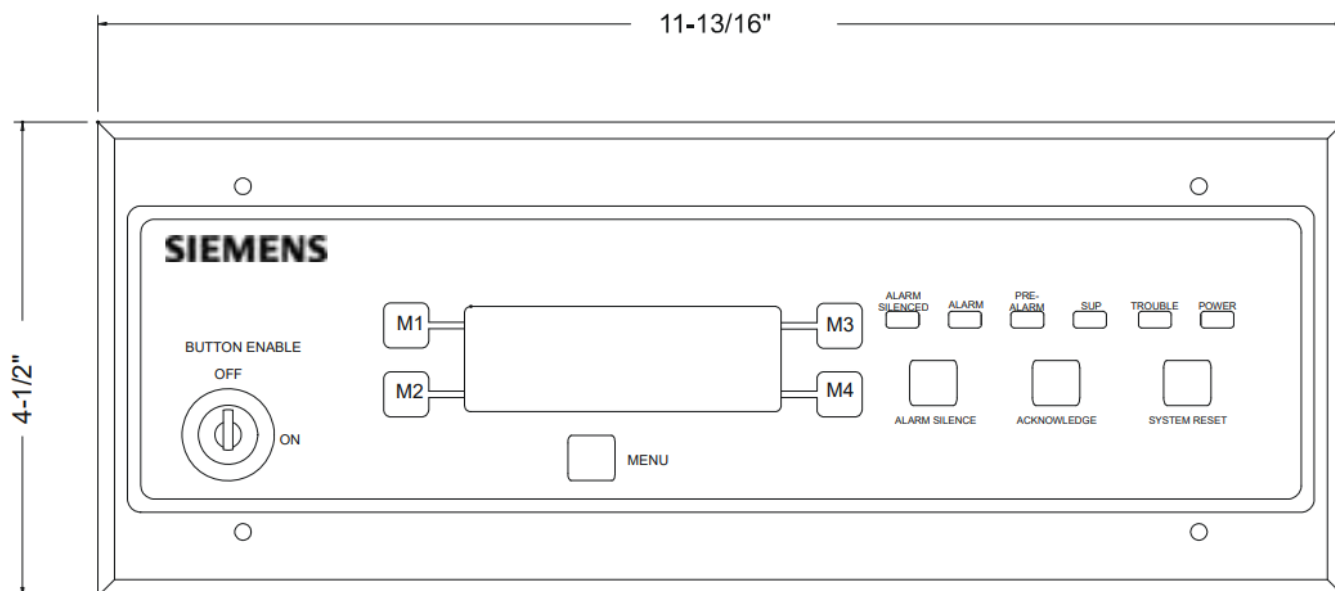 11-13/16"
4-1/2"
SIEMENS
ALARM
SILENCED
ALARM
PRE-
ALARM
SUP
TROUBLE
POWER
M1
M3
BUTTON ENABLE
OFF
M2
M4
ALARM SILENCE
ACKNOWLEDGE
SYSTEM RESET
ON
MENU